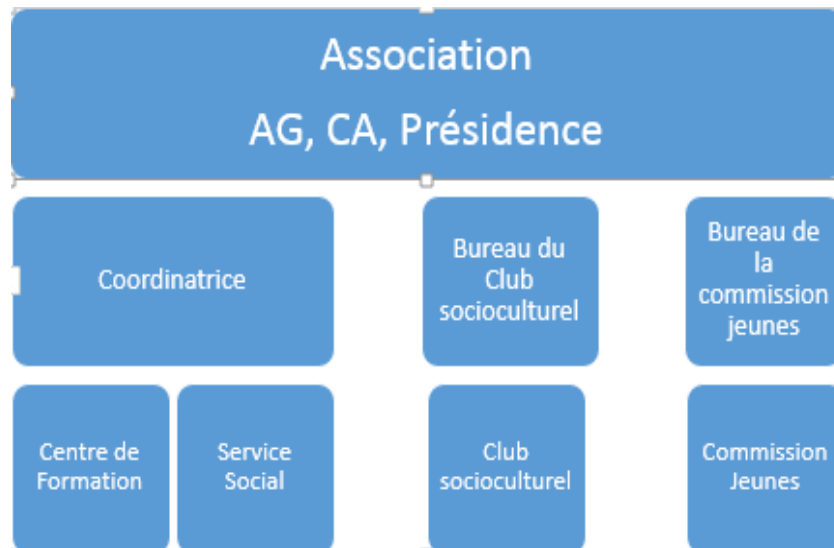 Association
AG, CA, Présidence
Coordinatrice
Bureau du
Club
socioculturel
Bureau de
la
commission
jeunes
Centre de
Formation
Service
Social
Club
socioculturel
Commission
Jeunes